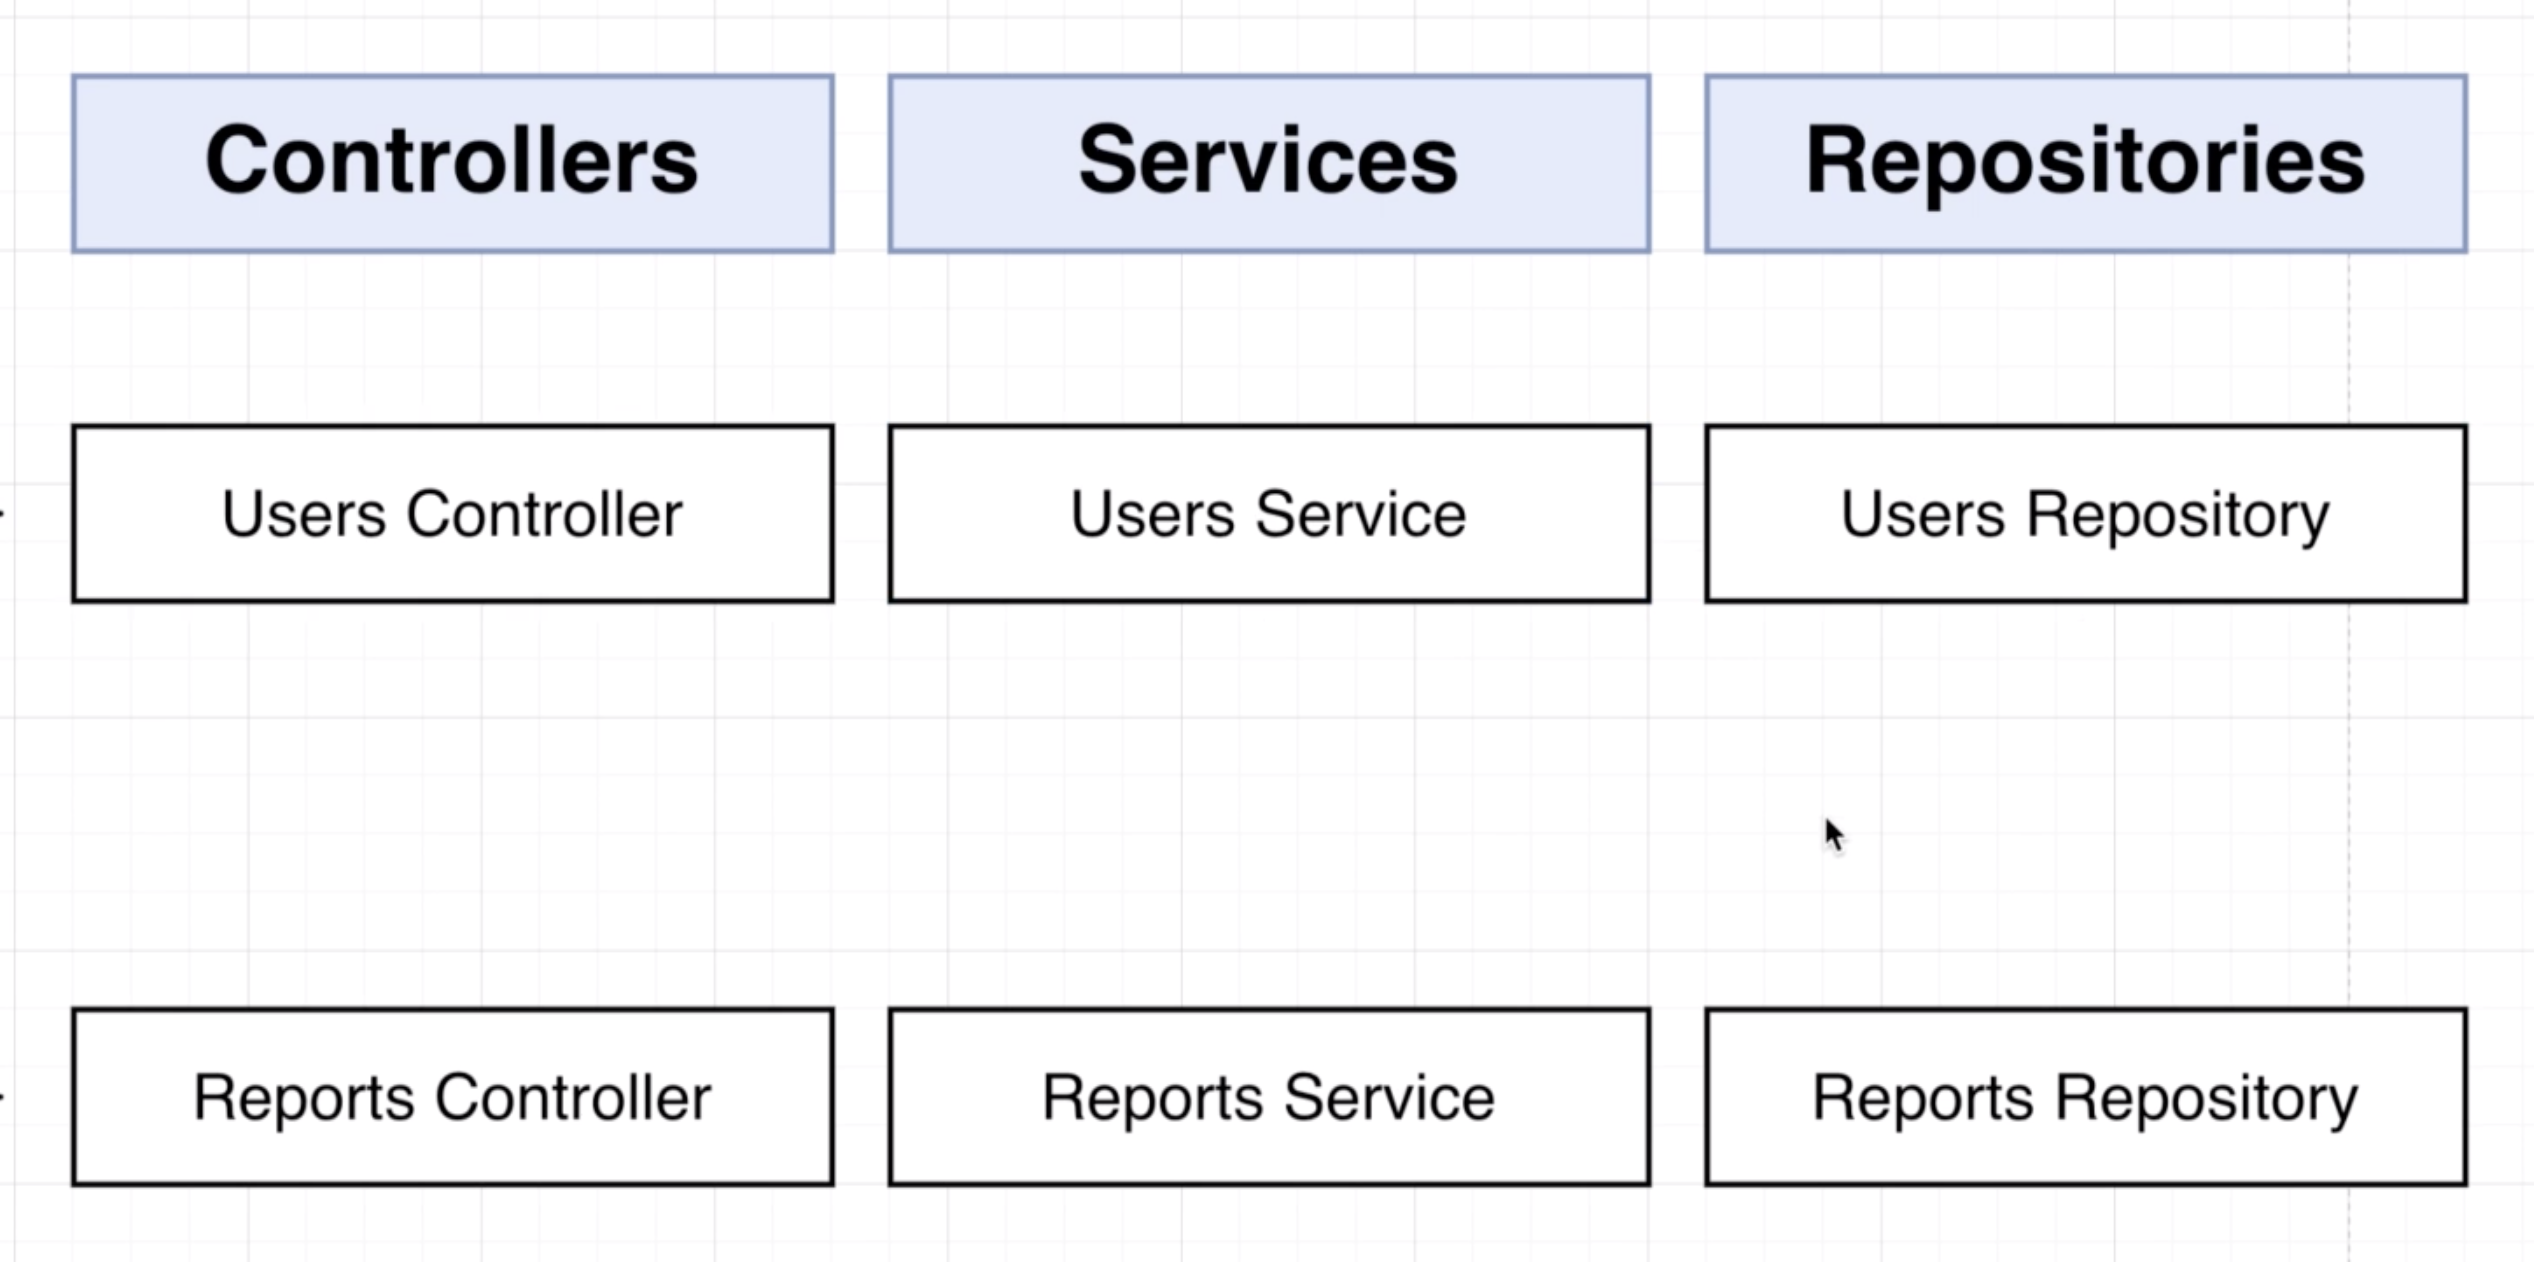 Controllers
Services
Repositories
Users Controller
Users Service
Users Repository
Reports Controller
Reports Service
Reports Repository